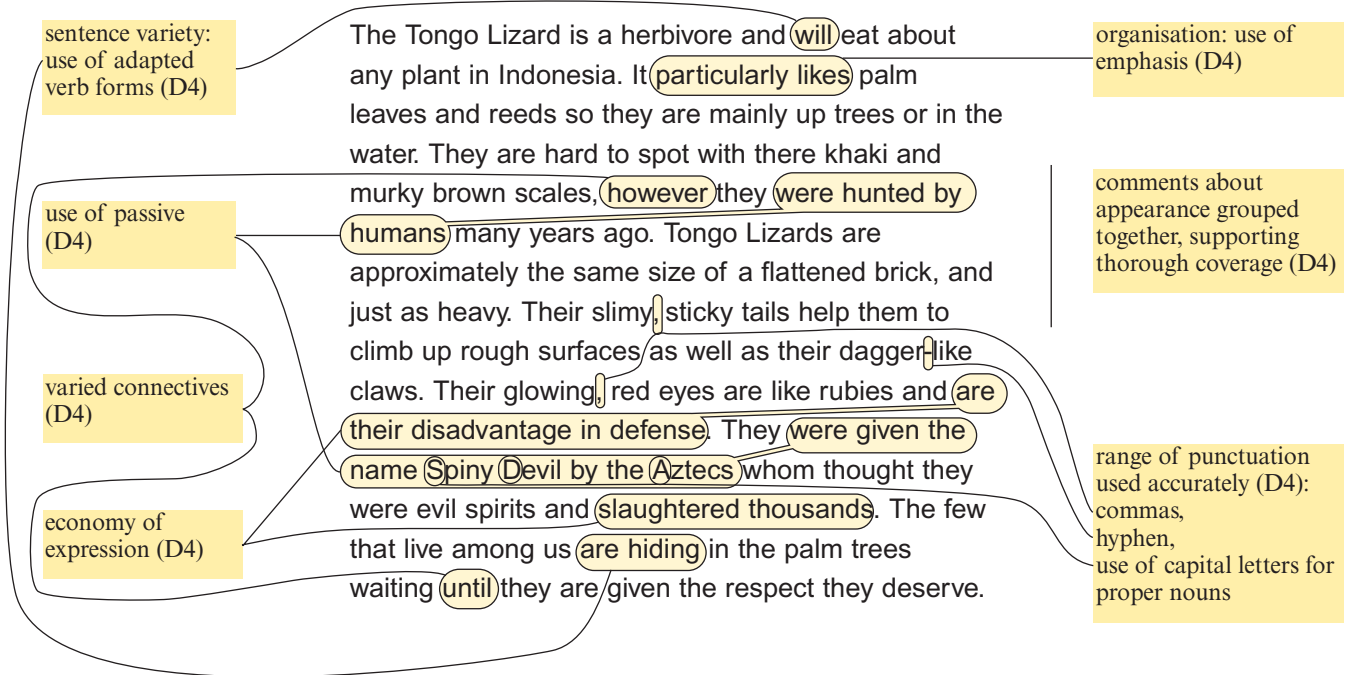 sentence variety:
use of adapted
verb forms (D4)
use of passive
(D4)
varied connectives
(D4)
economy of
expression (D4)
The Tongo Lizard is a herbivore and will eat about
any plant in Indonesia. It particularly likes palm
leaves and reeds so they are mainly up trees or in the
water. They are hard to spot with there khaki and
murky brown scales, however they were hunted by
humans many years ago. Tongo Lizards are
approximately the same size of a flattened brick, and
just as heavy. Their slimy, sticky tails help them to
climb up rough surfaces as well as their dagger-like
claws. Their glowing, red eyes are like rubies and are
their disadvantage in defense. They were given the
name Spiny Devil by the Aztecs whom thought they
were evil spirits and slaughtered thousands. The few
that live among us are hiding in the palm trees
waiting until they are given the respect they deserve.
organisation: use of
emphasis (D4)
comments about
appearance grouped
together, supporting
thorough coverage (D4)
range of punctuation
used accurately (D4):
commas,
hyphen,
use of capital letters for
proper nouns